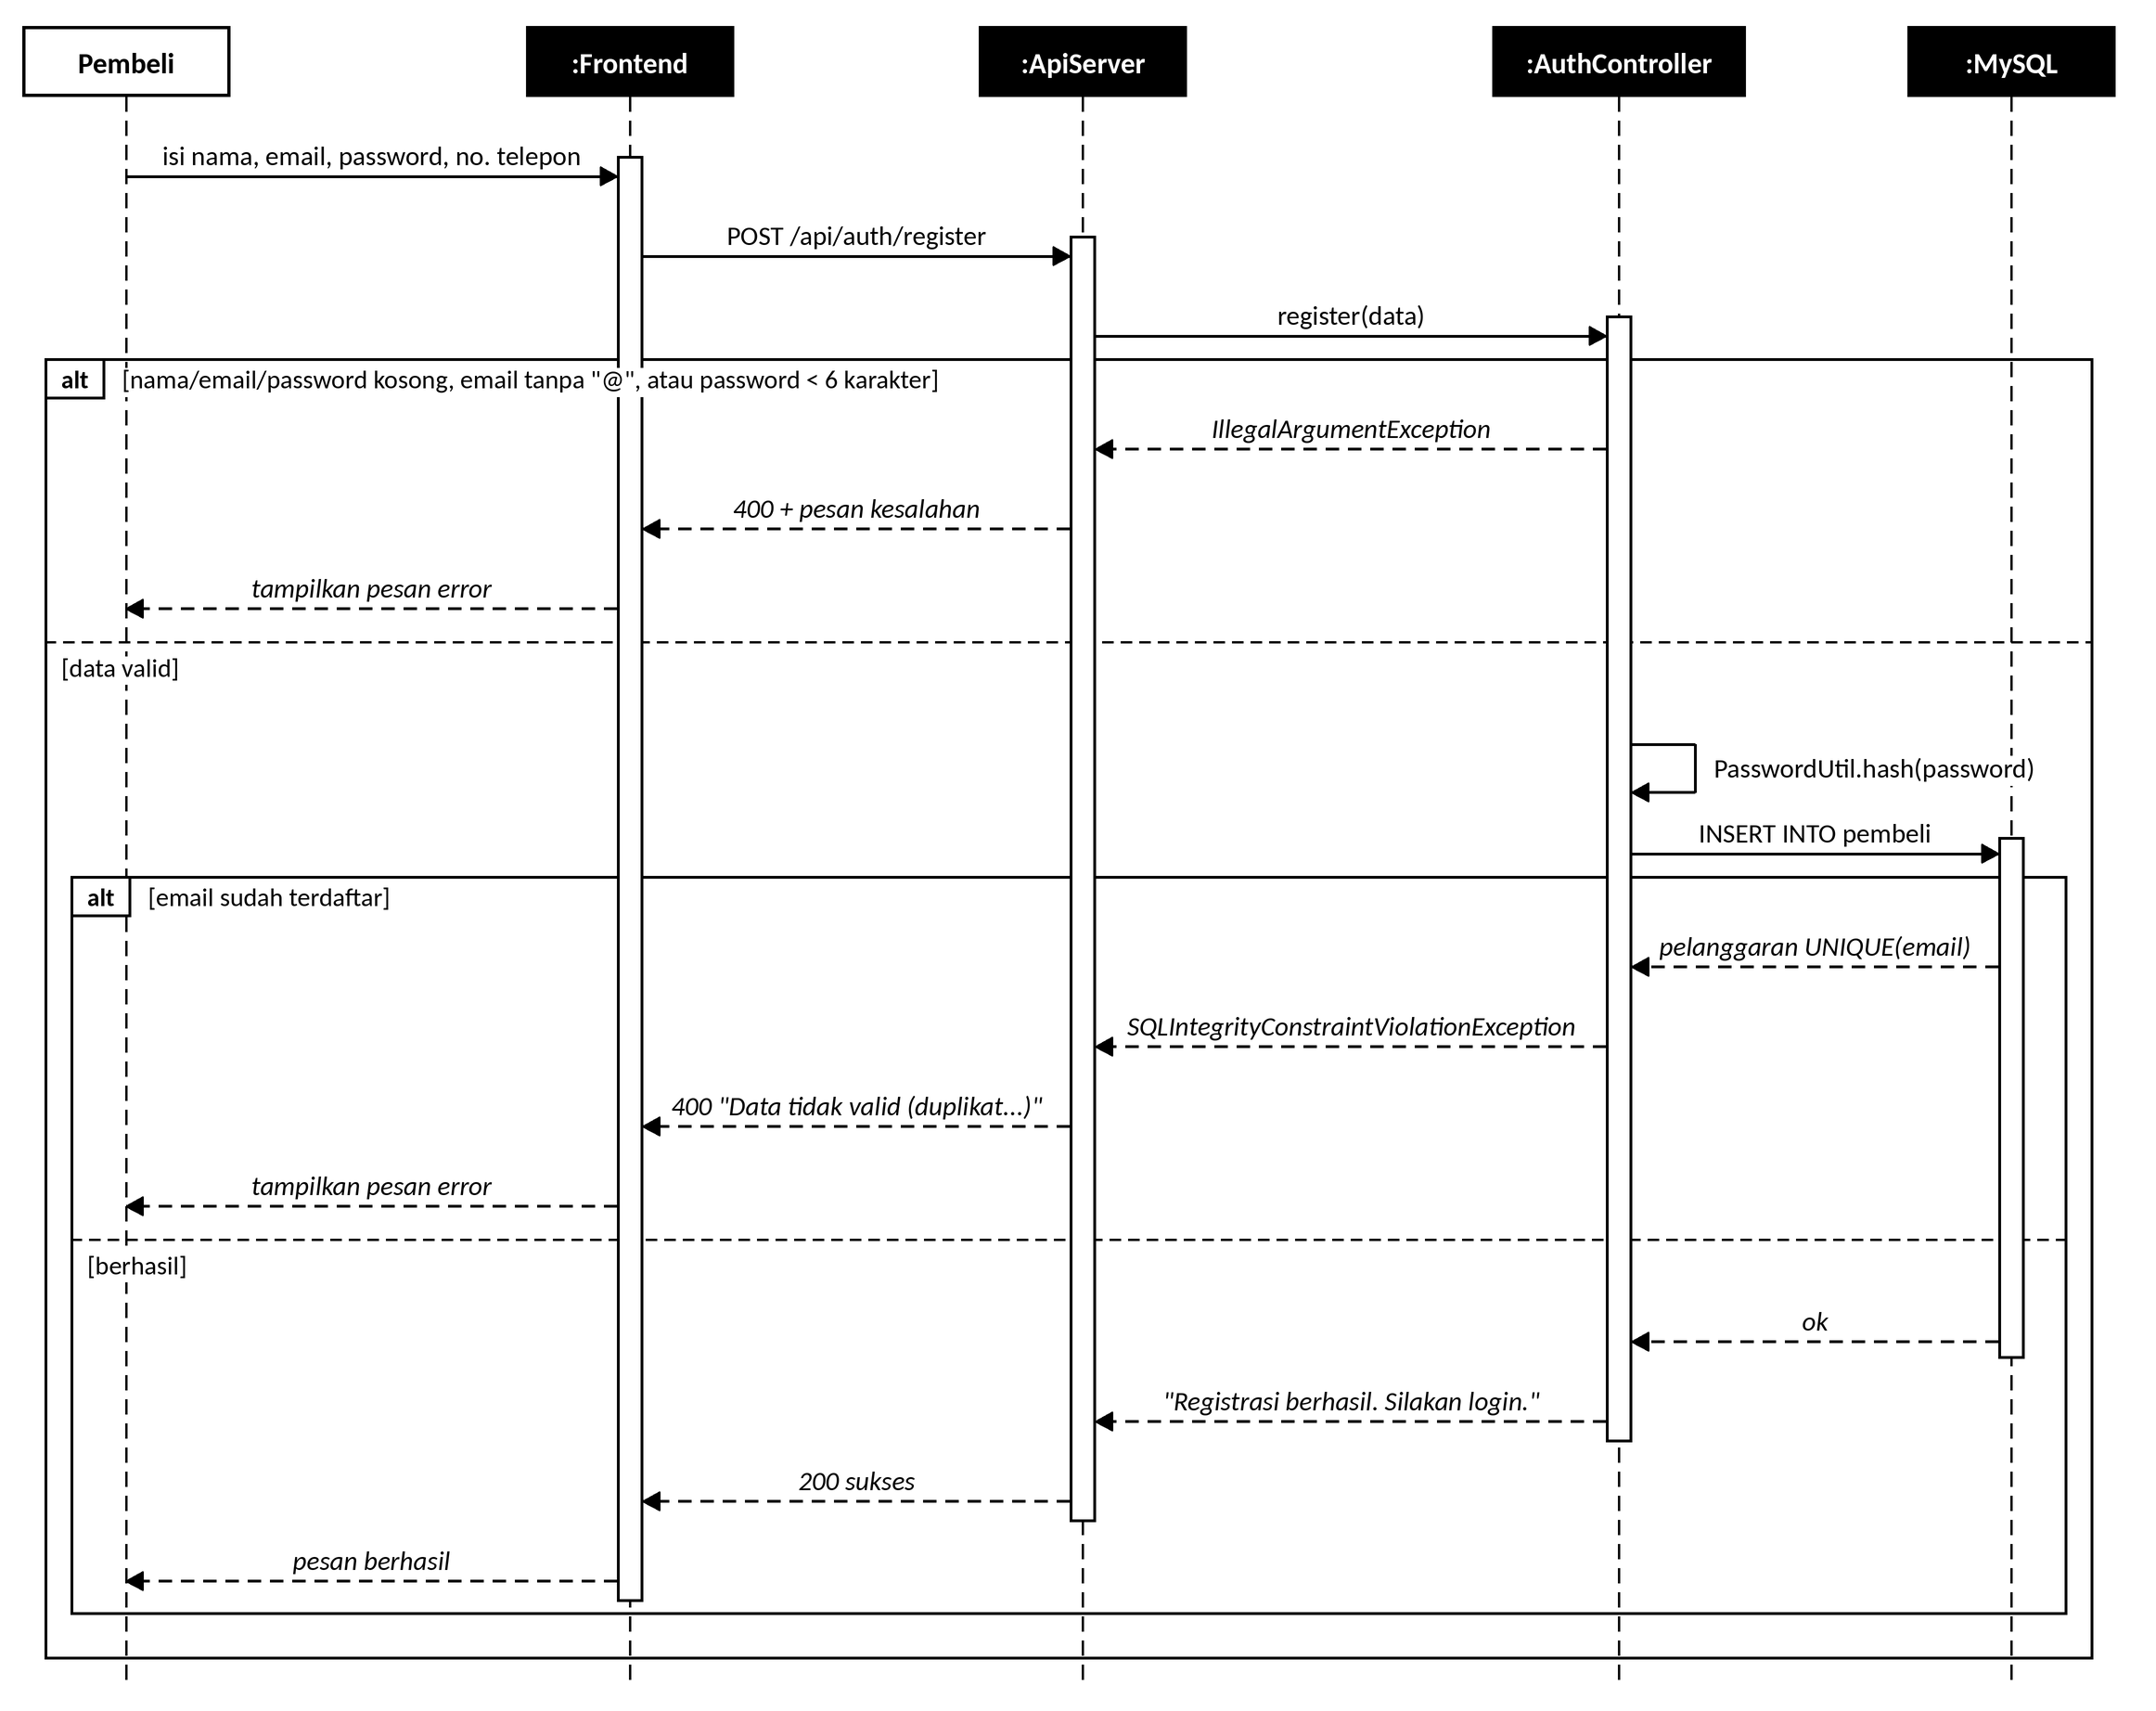 Pembeli
:Frontend
:ApiServer
:AuthController
:MySQL
isi nama, email, password, no. telepon
POST /api/auth/register
register(data)
alt
[nama/email/password kosong, email tanpa "@", atau password < 6 karakter]
IllegalArgumentException
400 + pesan kesalahan
tampilkan pesan error
[data valid]
PasswordUtil.hash(password)
INSERT INTO pembeli
alt
[email sudah terdaftar]
pelanggaran UNIQUE(email)
SQLIntegrityConstraintViolationException
400 "Data tidak valid (duplikat...)"
tampilkan pesan error
[berhasil]
ok
"Registrasi berhasil. Silakan login."
200 sukses
pesan berhasil